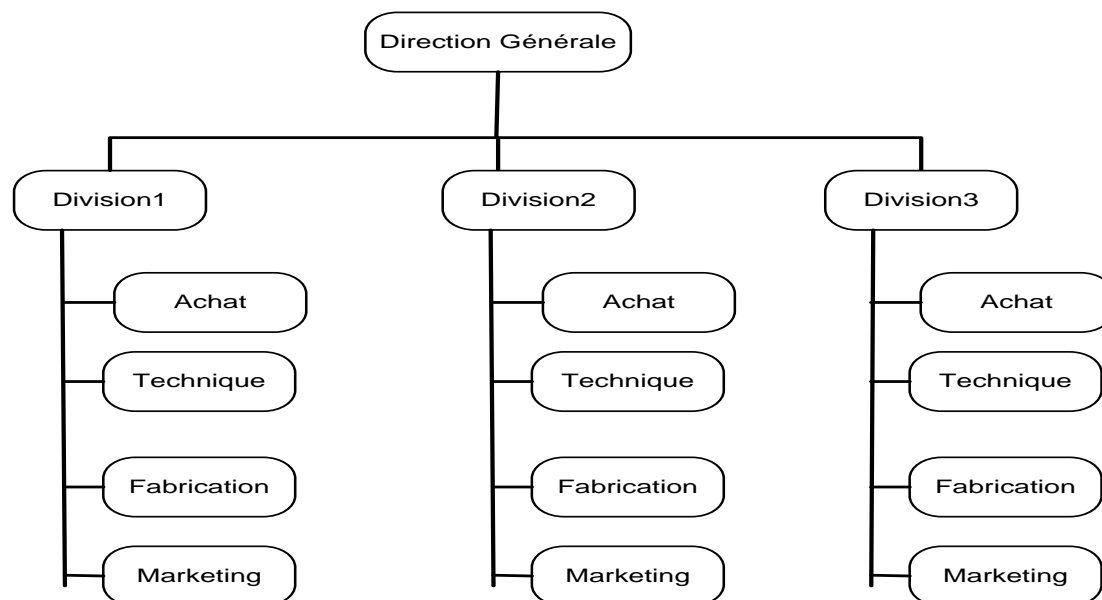 Direction Générale
Division1
Division2
Division3
Achat
Achat
Achat
Technique
Technique
Technique
Fabrication
Fabrication
Fabrication
Marketing
Marketing
Marketing